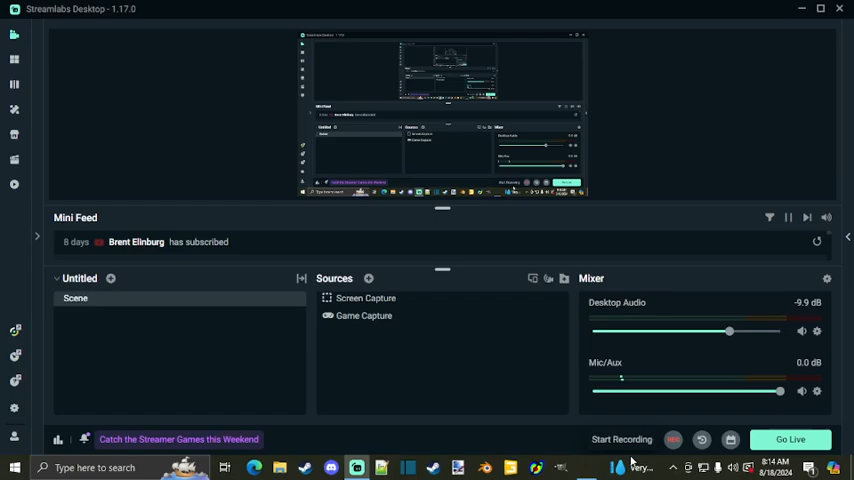 Streamlabs Desktop - 1.17.0
Mini Feed
8 days Brent Elinburg has subscribed
Untitled
Scene
Sources
Screen Capture
Game Capture
Mixer
Desktop Audio -9.9 dB
Mic/Aux 0.0 dB
Catch the Streamer Games this Weekend
Start Recording REC Go Live
Type here to search
Very...
8:14 AM
8/18/2024